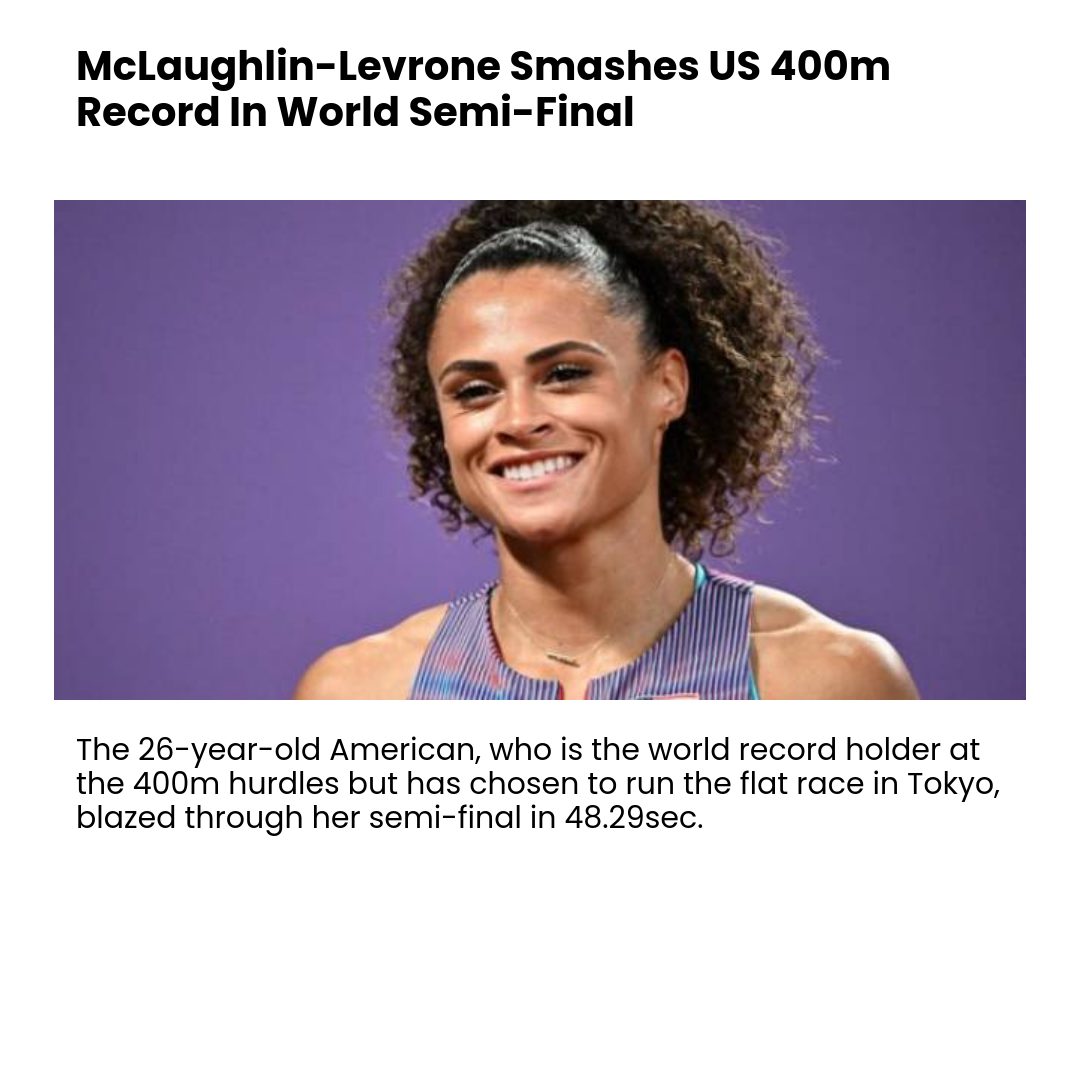 McLaughlin-Levrone Smashes US 400m
Record In World Semi-Final
The 26-year-old American, who is the world record holder at
the 400m hurdles but has chosen to run the flat race in Tokyo,
blazed through her semi-final in 48.29sec.